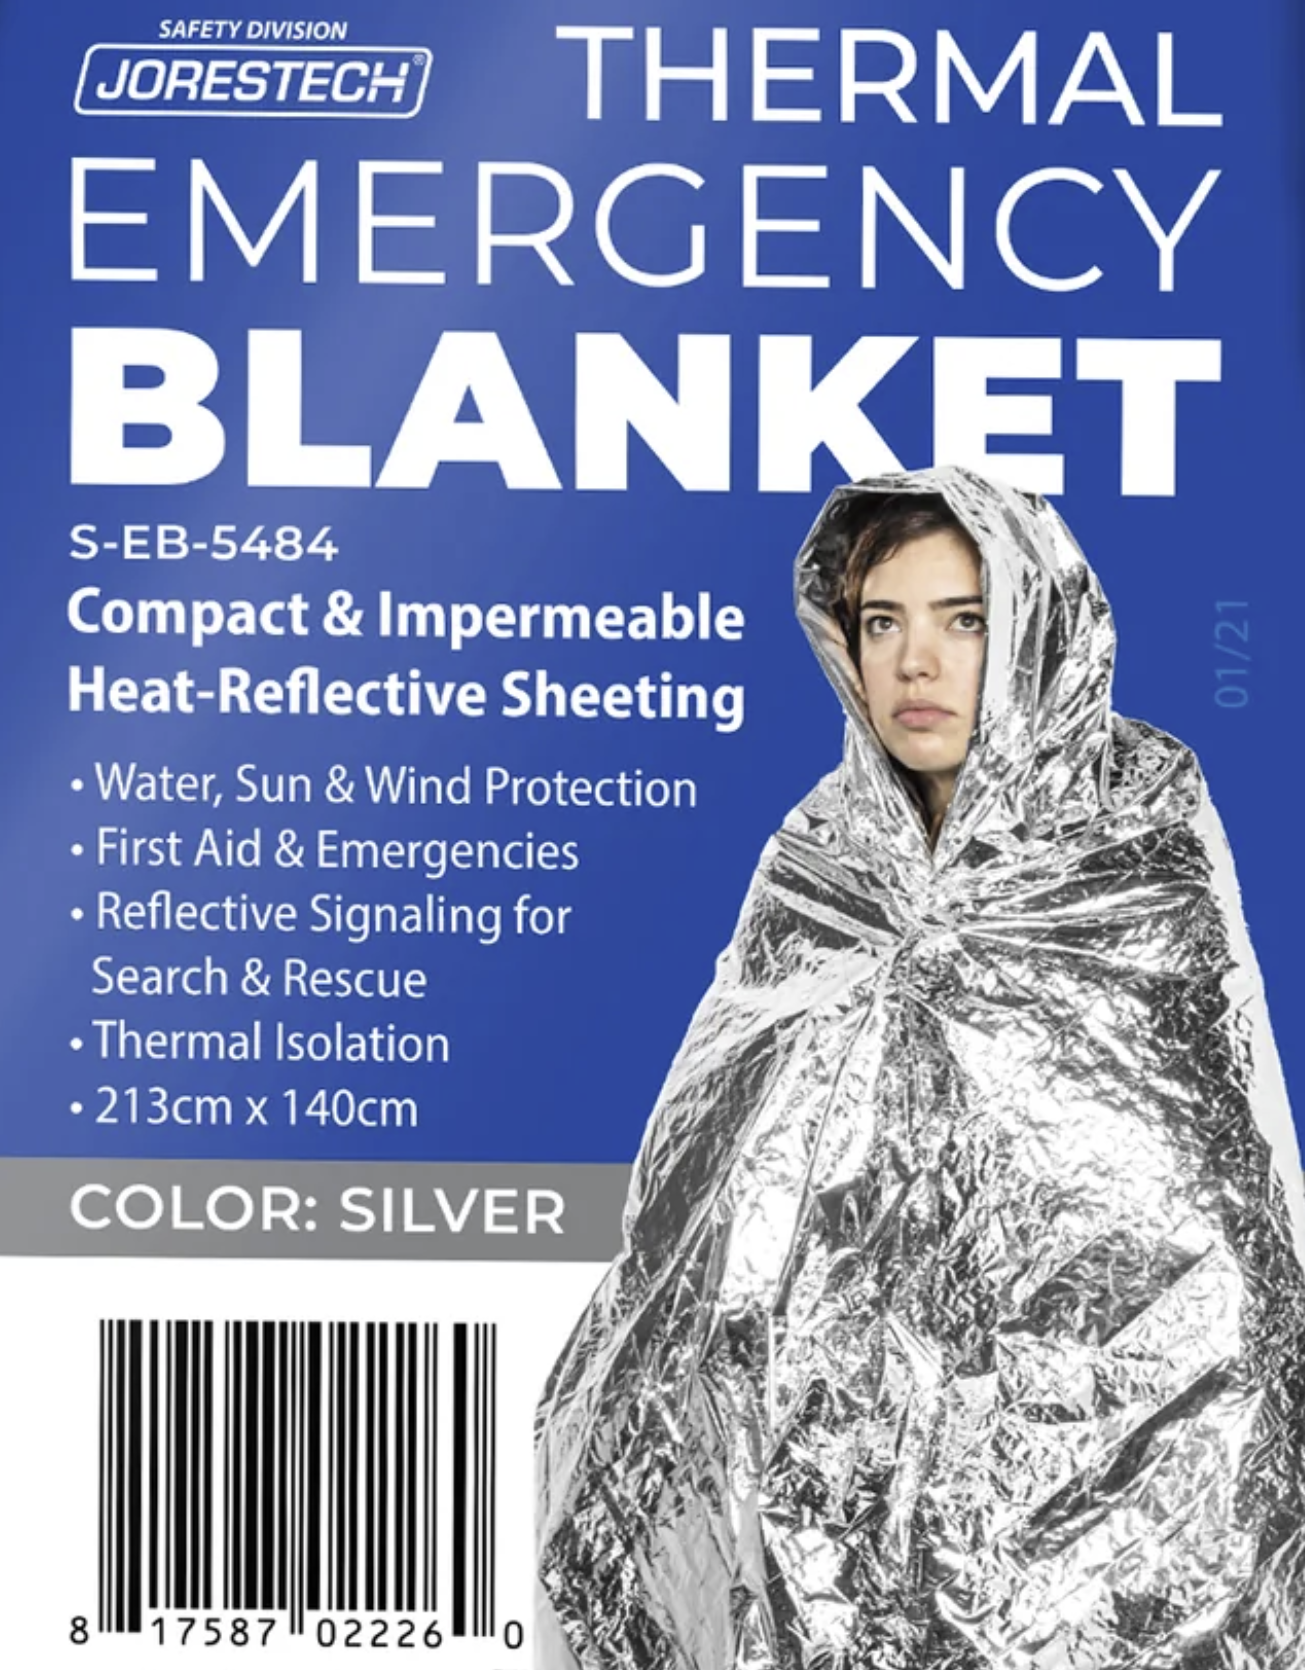 SAFETY DIVISION
JORESTECH®
THERMAL
EMERGENCY
BLANKET
S-EB-5484
Compact & Impermeable
Heat-Reflective Sheeting
• Water, Sun & Wind Protection
• First Aid & Emergencies
• Reflective Signaling for
Search & Rescue
• Thermal Isolation
• 213cm x 140cm
01/21
COLOR: SILVER
8 17587 02226 0